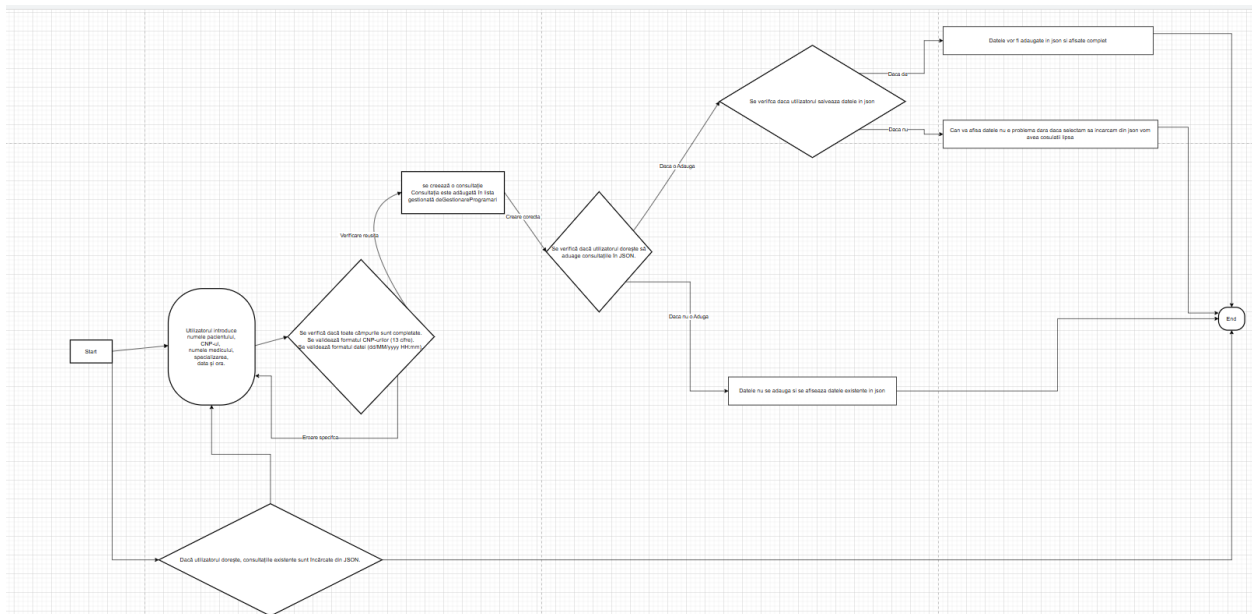 Datele vor fi adaugate in json si afisate complet
Daca da
Se verifca daca utilizatorul salveaza datele in json
Daca nu
Can va afisa datele nu e problema dara daca selectam sa incarcam din json vom
avea cosulatii lipsa
Daca o Adauga
se creează o consultație
Consultația este adăugată în lista
gestionată deGestionareProgramari
Creare corecta
Verificare reusita
Se verifică dacă utilizatorul dorește să
aduage consultațiile în JSON.
Daca nu o Aduga
Utilizatorul introduce
numele pacientului,
CNP-ul,
numele medicului,
specializarea,
data și ora.
Se verifică dacă toate câmpurile sunt completate.
Se validează formatul CNP-urilor (13 cifre).
Se validează formatul datei (dd/MM/yyyy HH:mm).
Start
End
Datele nu se adauga si se afiseaza datele existente in json
Eroare specifica
Dacă utilizatorul dorește, consultațiile existente sunt încărcate din JSON.